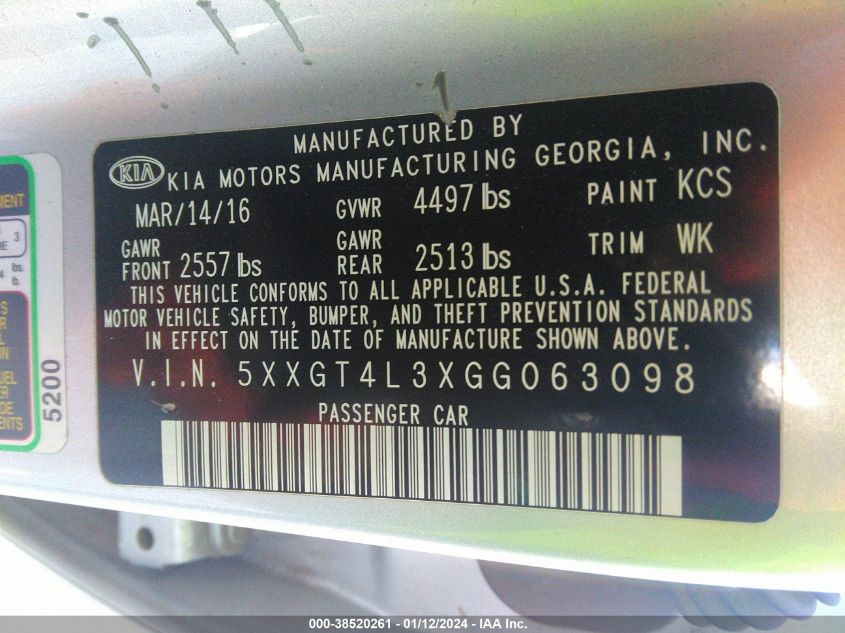 MANUFACTURED BY
KIA KIA MOTORS MANUFACTURING GEORGIA, INC.
MAR/14/16 GVWR 4497 lbs PAINT KCS
GAWR FRONT 2557 lbs GAWR REAR 2513 lbs TRIM WK
THIS VEHICLE CONFORMS TO ALL APPLICABLE U.S.A. FEDERAL
MOTOR VEHICLE SAFETY, BUMPER, AND THEFT PREVENTION STANDARDS
IN EFFECT ON THE DATE OF MANUFACTURE SHOWN ABOVE.
V.I.N. 5XXGT4L3XGG063098
PASSENGER CAR
5200
000-38520261 - 01/12/2024 - IAA Inc.